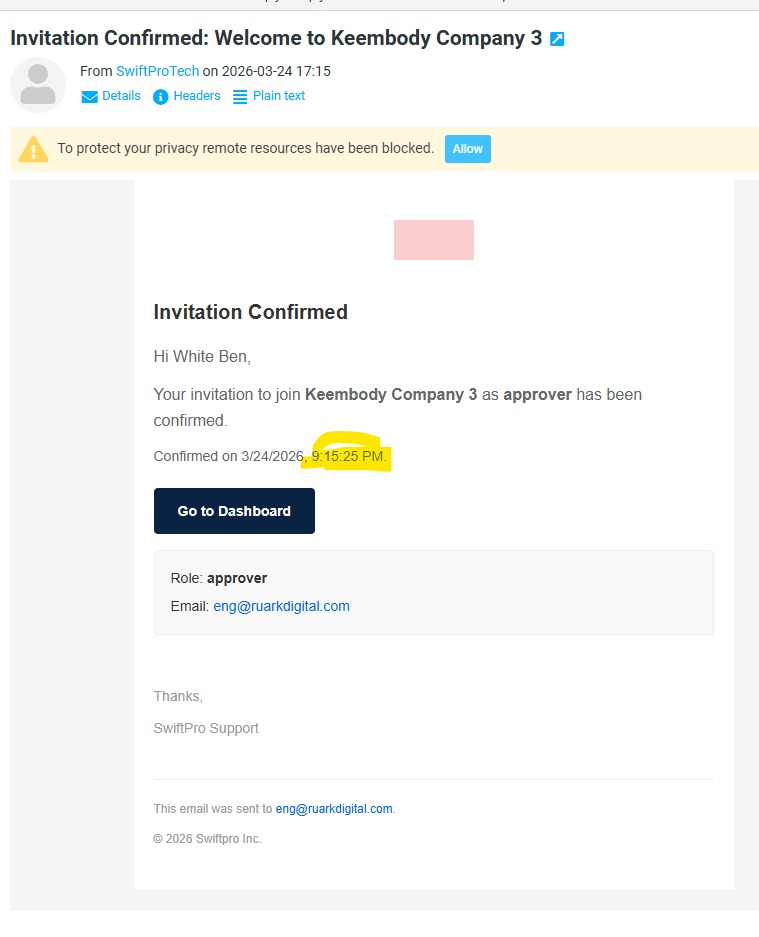 Invitation Confirmed: Welcome to Keembody Company 3
From SwiftProTech on 2026-03-24 17:15
Details Headers Plain text
To protect your privacy remote resources have been blocked. Allow
Invitation Confirmed
Hi White Ben,
Your invitation to join Keembody Company 3 as approver has been
confirmed.
Confirmed on 3/24/2026, 9:15:25 PM.
Go to Dashboard
Role: approver
Email: eng@ruarkdigital.com
Thanks,
SwiftPro Support
This email was sent to eng@ruarkdigital.com.
© 2026 Swiftpro Inc.